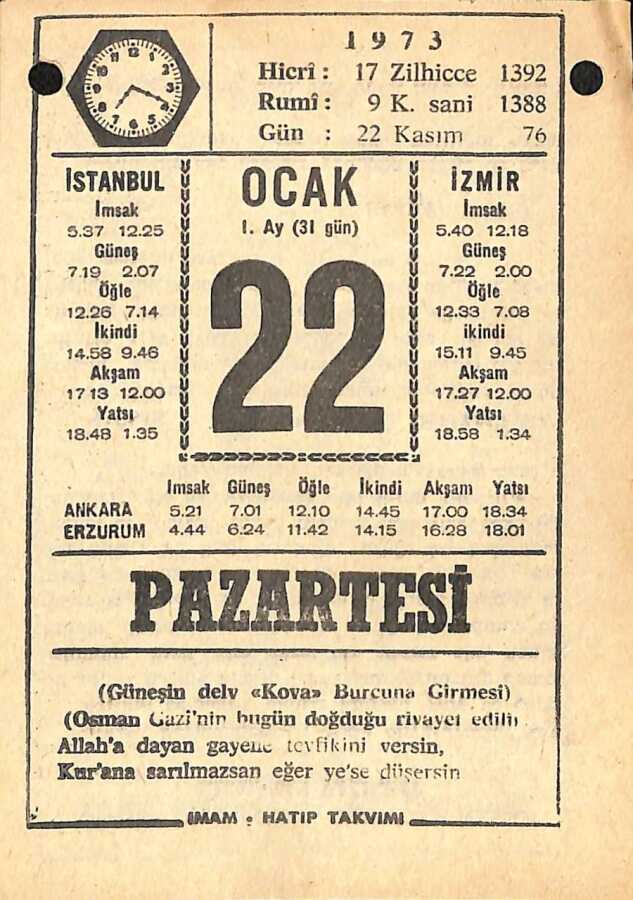 1973
Hicrî : 17 Zilhicce 1392
Rumî : 9 K. sani 1388
Gün : 22 Kasım 76
İSTANBUL
İmsak
5.37 12.25
Güneş
7.19 2.07
Öğle
12.26 7.14
İkindi
14.58 9.46
Akşam
17 13 12.00
Yatsı
18.48 1.35
OCAK
I. Ay (31 gün)
22
İZMİR
İmsak
5.40 12.18
Güneş
7.22 2.00
Öğle
12.33 7.08
ikindi
15.11 9.45
Akşam
17.27 12.00
Yatsı
18.58 1.34
İmsak Güneş Öğle İkindi Akşam Yatsı
ANKARA 5.21 7.01 12.10 14.45 17.00 18.34
ERZURUM 4.44 6.24 11.42 14.15 16.28 18.01
PAZARTESİ
(Güneşin delv «Kova» Burcuna Girmesi)
(Osman Gazi'nin bugün doğduğu rivayet edilir
Allah'a dayan gayene tevfikini versin,
Kur'ana sarılmazsan eğer ye'se düşersin
İMAM - HATİP TAKVİMİ